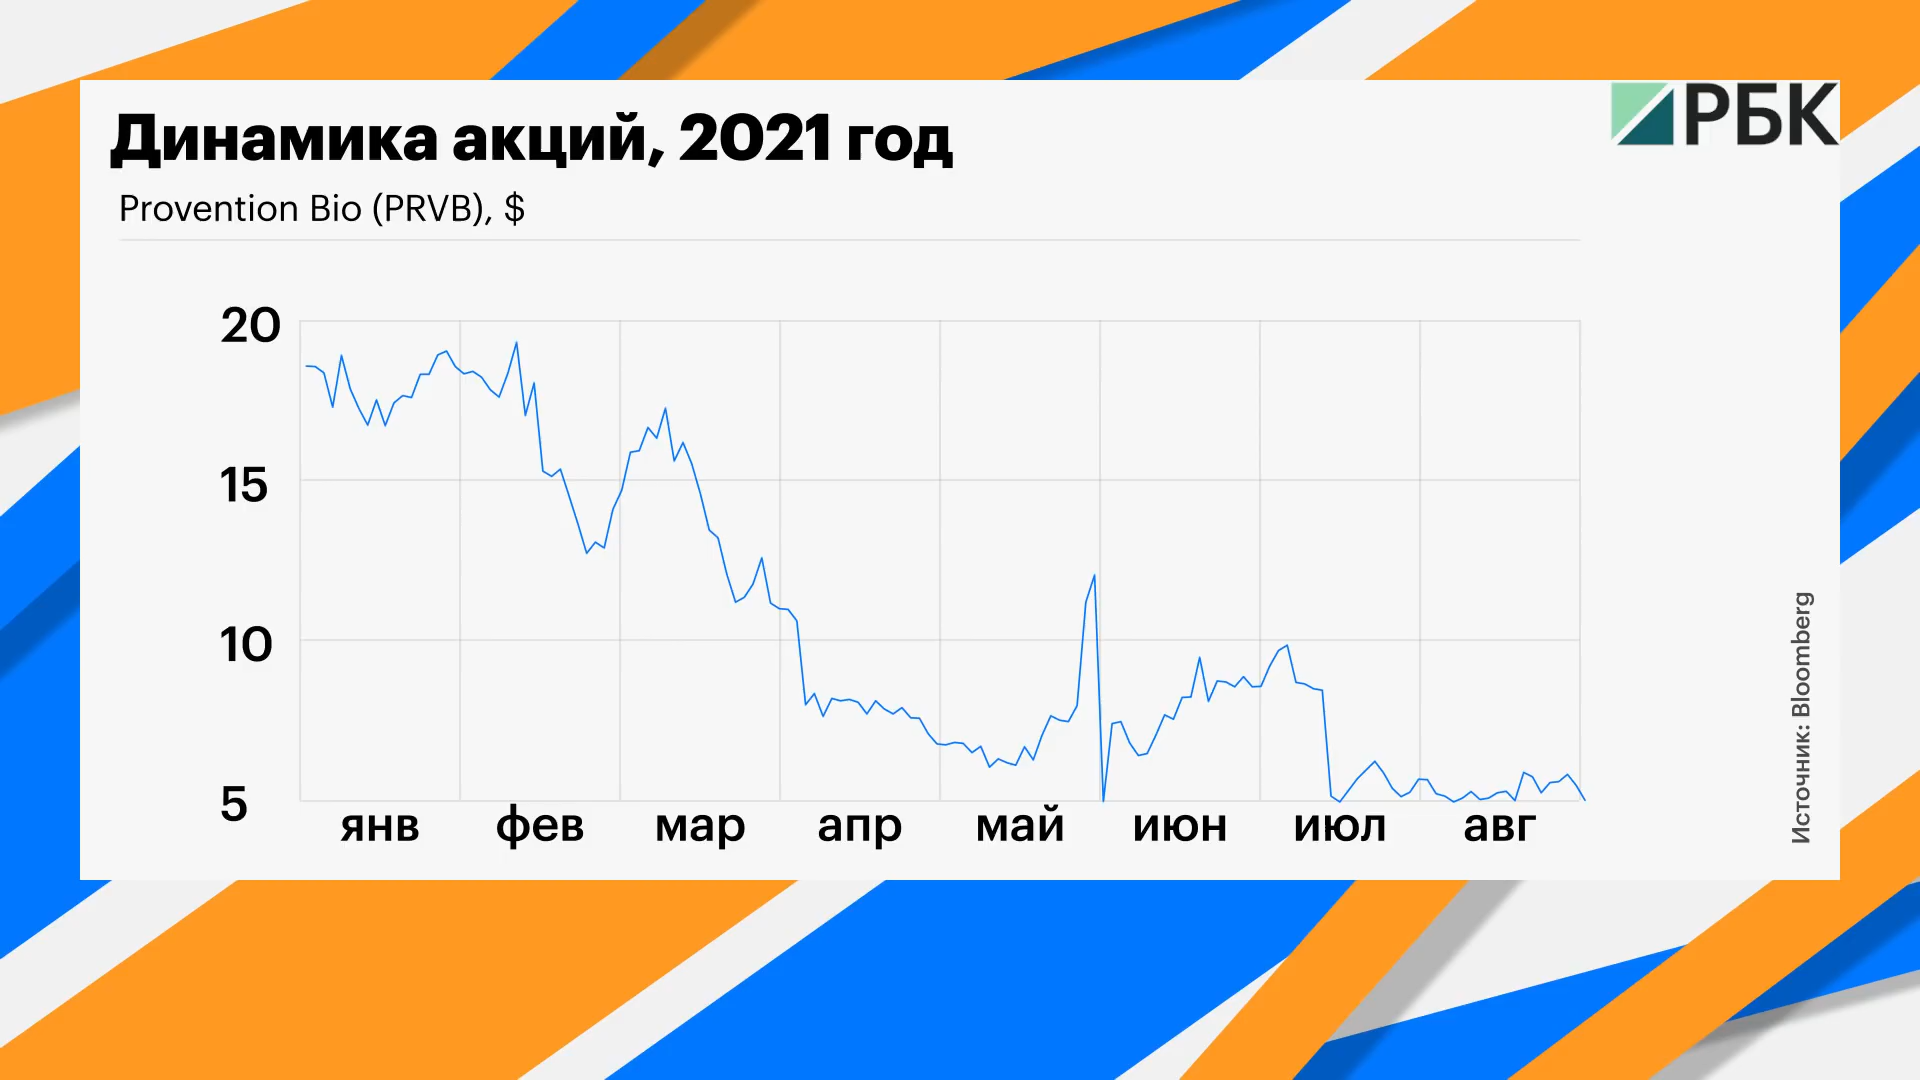 Динамика акций, 2021 год
РБК
Provention Bio (PRVB), $
20
15
10
5
янв фев мар апр май июн июл авг
Источник: Bloomberg